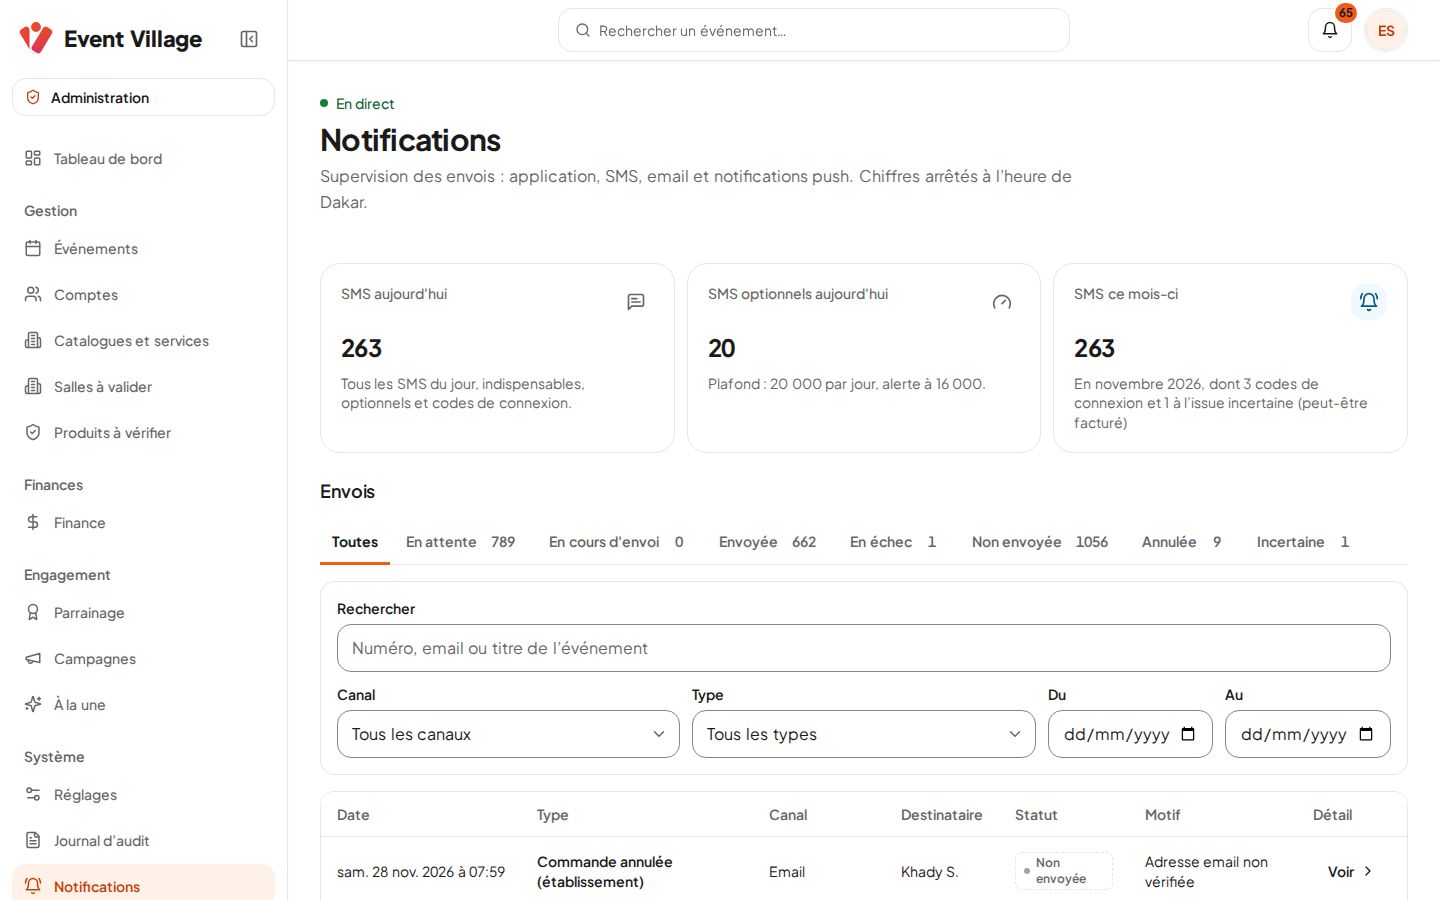 Event Village
Administration
Tableau de bord
Gestion
Événements
Comptes
Catalogues et services
Salles à valider
Produits à vérifier
Finances
Finance
Engagement
Parrainage
Campagnes
À la une
Système
Réglages
Journal d'audit
Notifications
Rechercher un événement...
65
ES
En direct
Notifications
Supervision des envois : application, SMS, email et notifications push. Chiffres arrêtés à l'heure de
Dakar.
SMS aujourd'hui
263
Tous les SMS du jour, indispensables,
optionnels et codes de connexion.
SMS optionnels aujourd'hui
20
Plafond : 20 000 par jour, alerte à 16 000.
SMS ce mois-ci
263
En novembre 2026, dont 3 codes de
connexion et 1 à l'issue incertaine (peut-être
facturé)
Envois
Toutes En attente 789 En cours d'envoi 0 Envoyée 662 En échec 1 Non envoyée 1056 Annulée 9 Incertaine 1
Rechercher
Numéro, email ou titre de l'événement
Canal Type Du Au
Tous les canaux Tous les types dd/mm/yyyy dd/mm/yyyy
Date Type Canal Destinataire Statut Motif Détail
sam. 28 nov. 2026 à 07:59
Commande annulée
(établissement)
Email
Khady S.
Non
envoyée
Adresse email non
vérifiée
Voir